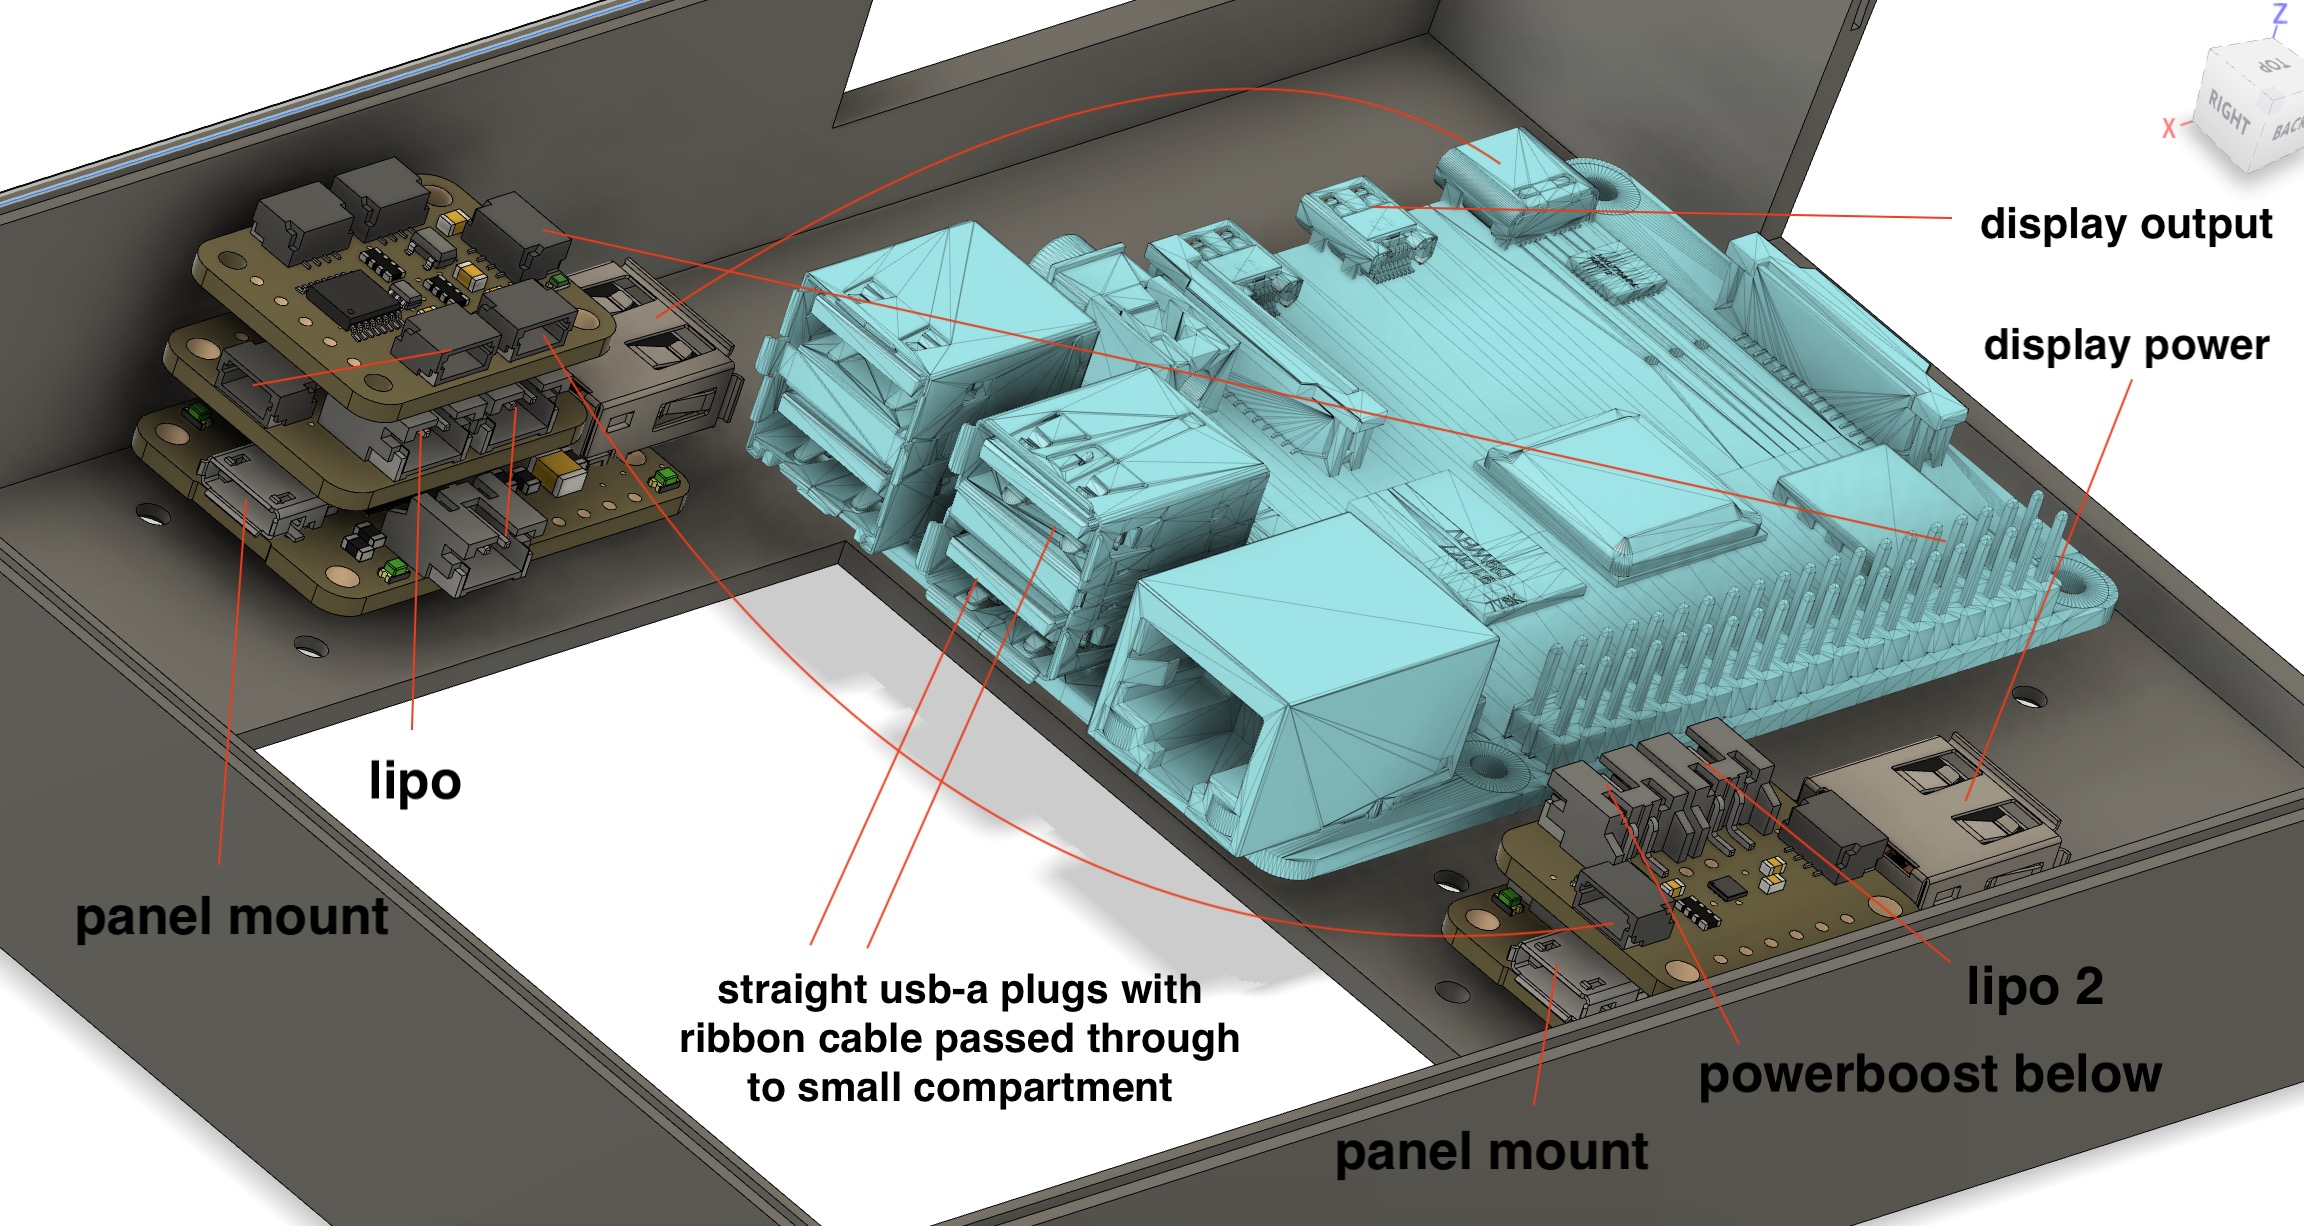 Z
TOP
RIGHT
BACK
X
display output
display power
lipo
panel mount
straight usb-a plugs with
ribbon cable passed through
to small compartment
lipo 2
powerboost below
panel mount